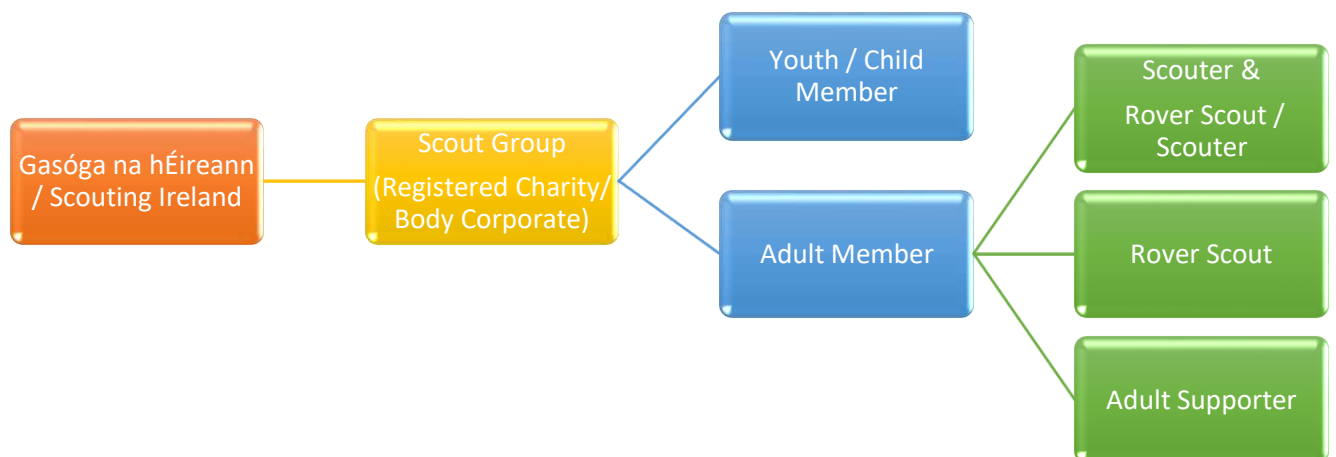 Gasóga na hÉireann
/ Scouting Ireland
Scout Group
(Registered Charity/
Body Corporate)
Youth / Child
Member
Adult Member
Scouter &
Rover Scout /
Scouter
Rover Scout
Adult Supporter